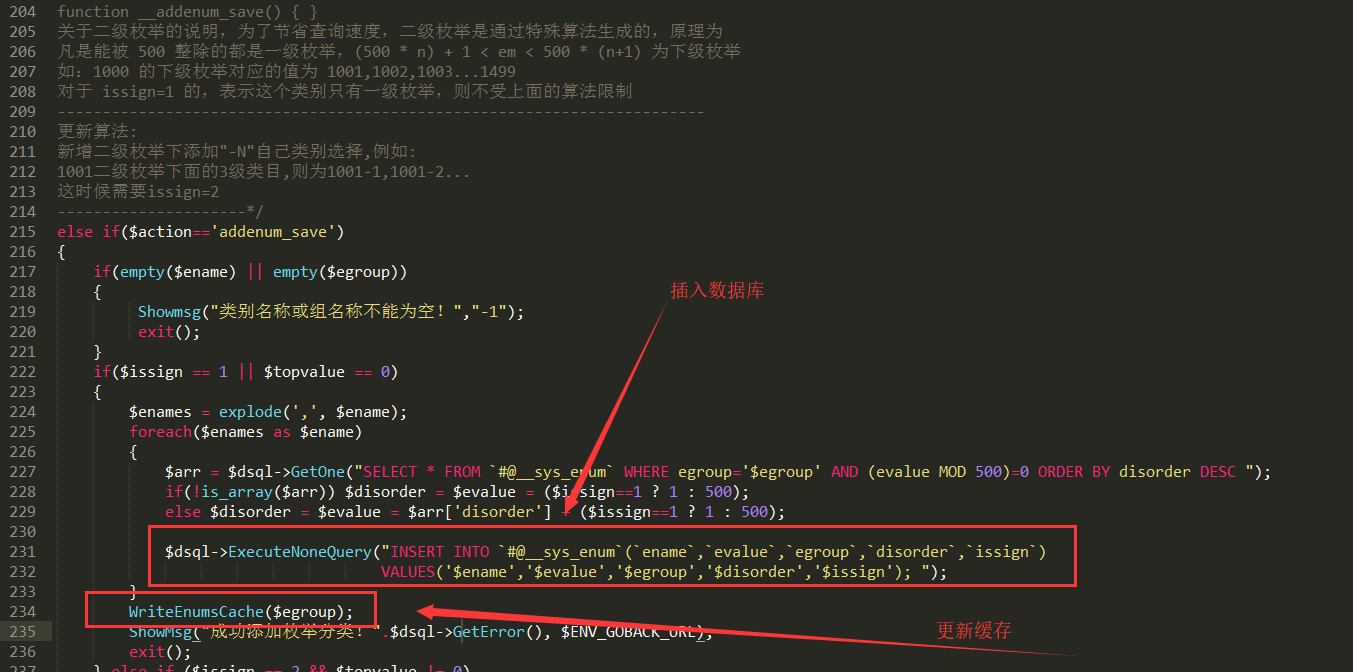 204 function __addenum_save() { }
205 关于二级枚举的说明，为了节省查询速度，二级枚举是通过特殊算法生成的，原理为
206 凡是能被 500 整除的都是一级枚举，(500 * n) + 1 < em < 500 * (n+1) 为下级枚举
207 如：1000 的下级枚举对应的值为 1001,1002,1003...1499
208 对于 issign=1 的，表示这个类别只有一级枚举，则不受上面的算法限制
209 ------------------------------------------------------------------------
210 更新算法:
211 新增二级枚举下添加"-N"自己类别选择,例如:
212 1001二级枚举下面的3级类目,则为1001-1,1001-2...
213 这时候需要issign=2
214 ---------------------*/
215 else if($action=='addenum_save')
216 {
217 if(empty($ename) || empty($egroup))
218 {
219 Showmsg("类别名称或组名称不能为空！","-1");
220 exit();
221 }
222 if($issign == 1 || $topvalue == 0)
223 {
224 $enames = explode(',', $ename);
225 foreach($enames as $ename)
226 {
227 $arr = $dsql->GetOne("SELECT * FROM `#@__sys_enum` WHERE egroup='$egroup' AND (evalue MOD 500)=0 ORDER BY disorder DESC ");
228 if(!is_array($arr)) $disorder = $evalue = ($issign==1 ? 1 : 500);
229 else $disorder = $evalue = $arr['disorder'] + ($issign==1 ? 1 : 500);
230
231 $dsql->ExecuteNoneQuery("INSERT INTO `#@__sys_enum`(`ename`,`evalue`,`egroup`,`disorder`,`issign`)
232 VALUES('$ename','$evalue','$egroup','$disorder','$issign'); ");
233 }
234 WriteEnumsCache($egroup);
235 ShowMsg("成功添加枚举分类！".$dsql->GetError(), $ENV_GOBACK_URL);
236 exit();
237 } else if ($issign == 2 && $topvalue != 0)
插入数据库
更新缓存